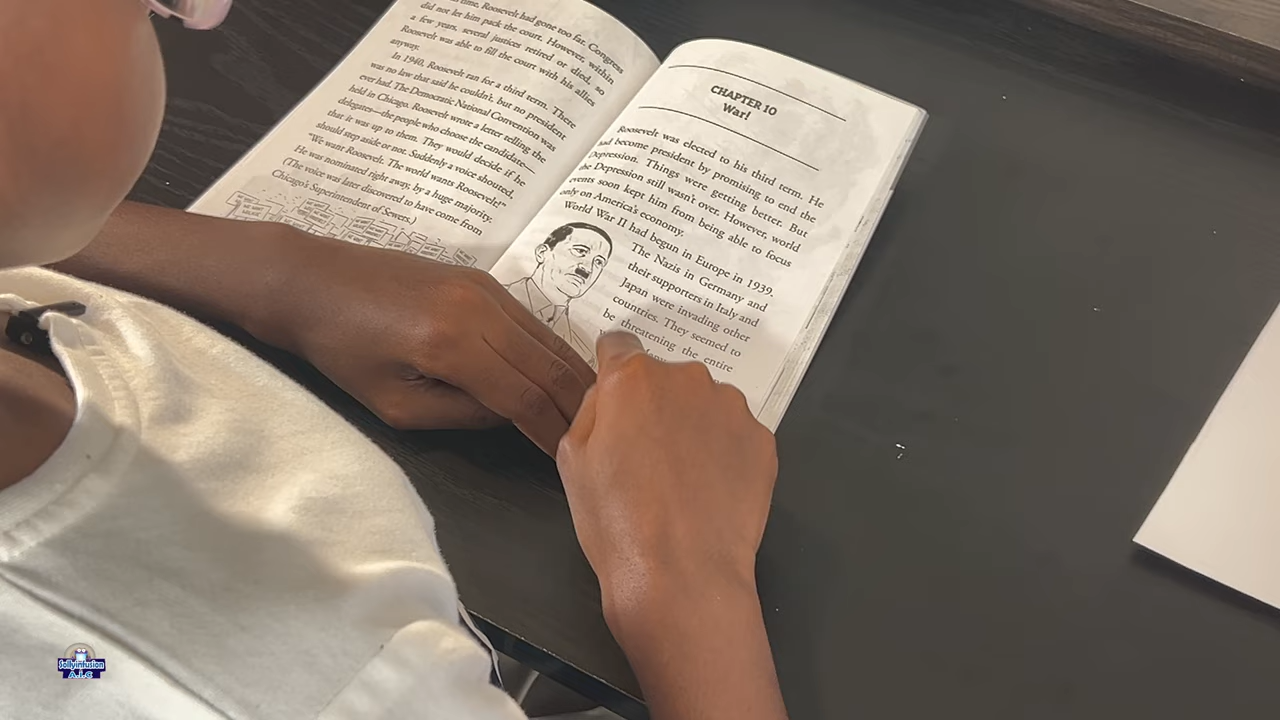 time, Roosevelt had gone too far. Congress
did not let him pack the court. However, within
a few years, several justices retired or died, so
Roosevelt was able to fill the court with his allies
anyway.
In 1940, Roosevelt ran for a third term. There
was no law that said he couldn't, but no president
ever had. The Democratic National Convention was
held in Chicago. Roosevelt wrote a letter telling the
delegates—the people who choose the candidate—
that it was up to them. They would decide if he
should step aside or not. Suddenly a voice shouted,
"We want Roosevelt. The world wants Roosevelt!"
He was nominated right away, by a huge majority.
(The voice was later discovered to have come from
Chicago's Superintendent of Sewers.)
CHAPTER 10
War!
Roosevelt was elected to his third term. He
had become president by promising to end the
Depression. Things were getting better. But
the Depression still wasn't over. However, world
events soon kept him from being able to focus
only on America's economy.
World War II had begun in Europe in 1939.
The Nazis in Germany and
their supporters in Italy and
Japan were invading other
countries. They seemed to
be threatening the entire
Sollyinfusion
A.I.C